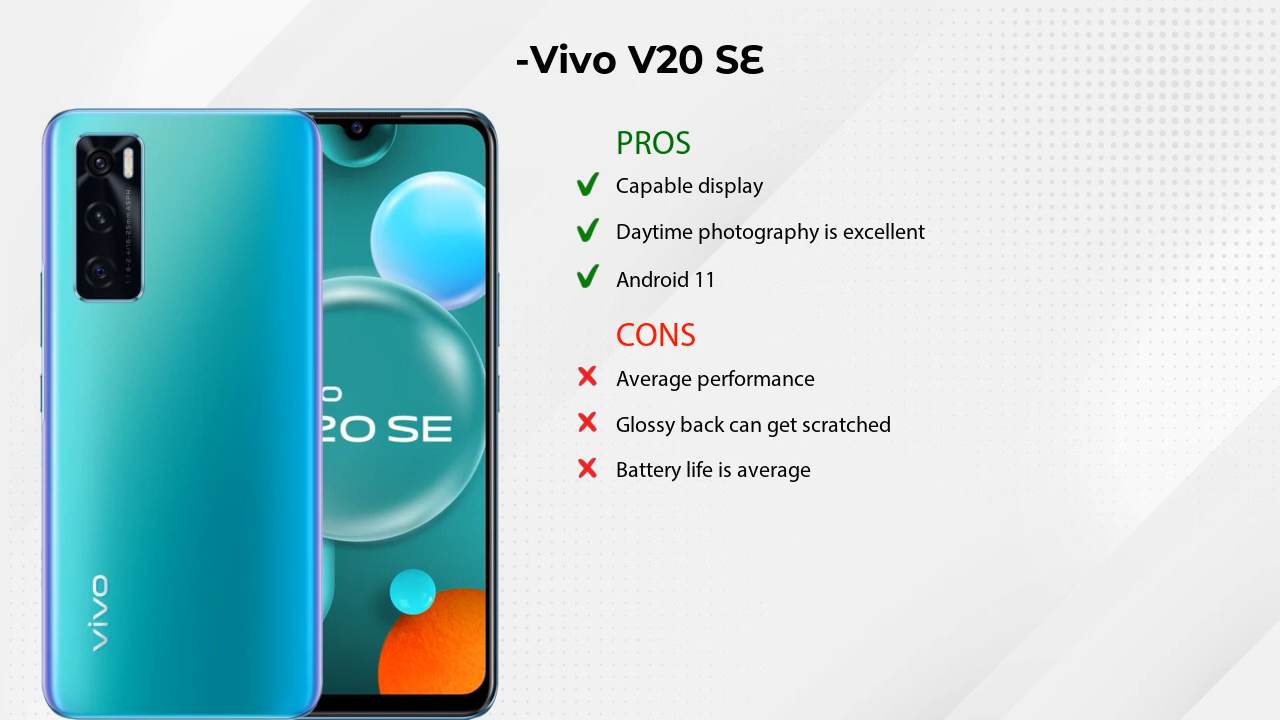 -Vivo V20 SE
PROS
Capable display
Daytime photography is excellent
Android 11
CONS
Average performance
Glossy back can get scratched
Battery life is average
vivo
o
20 SE